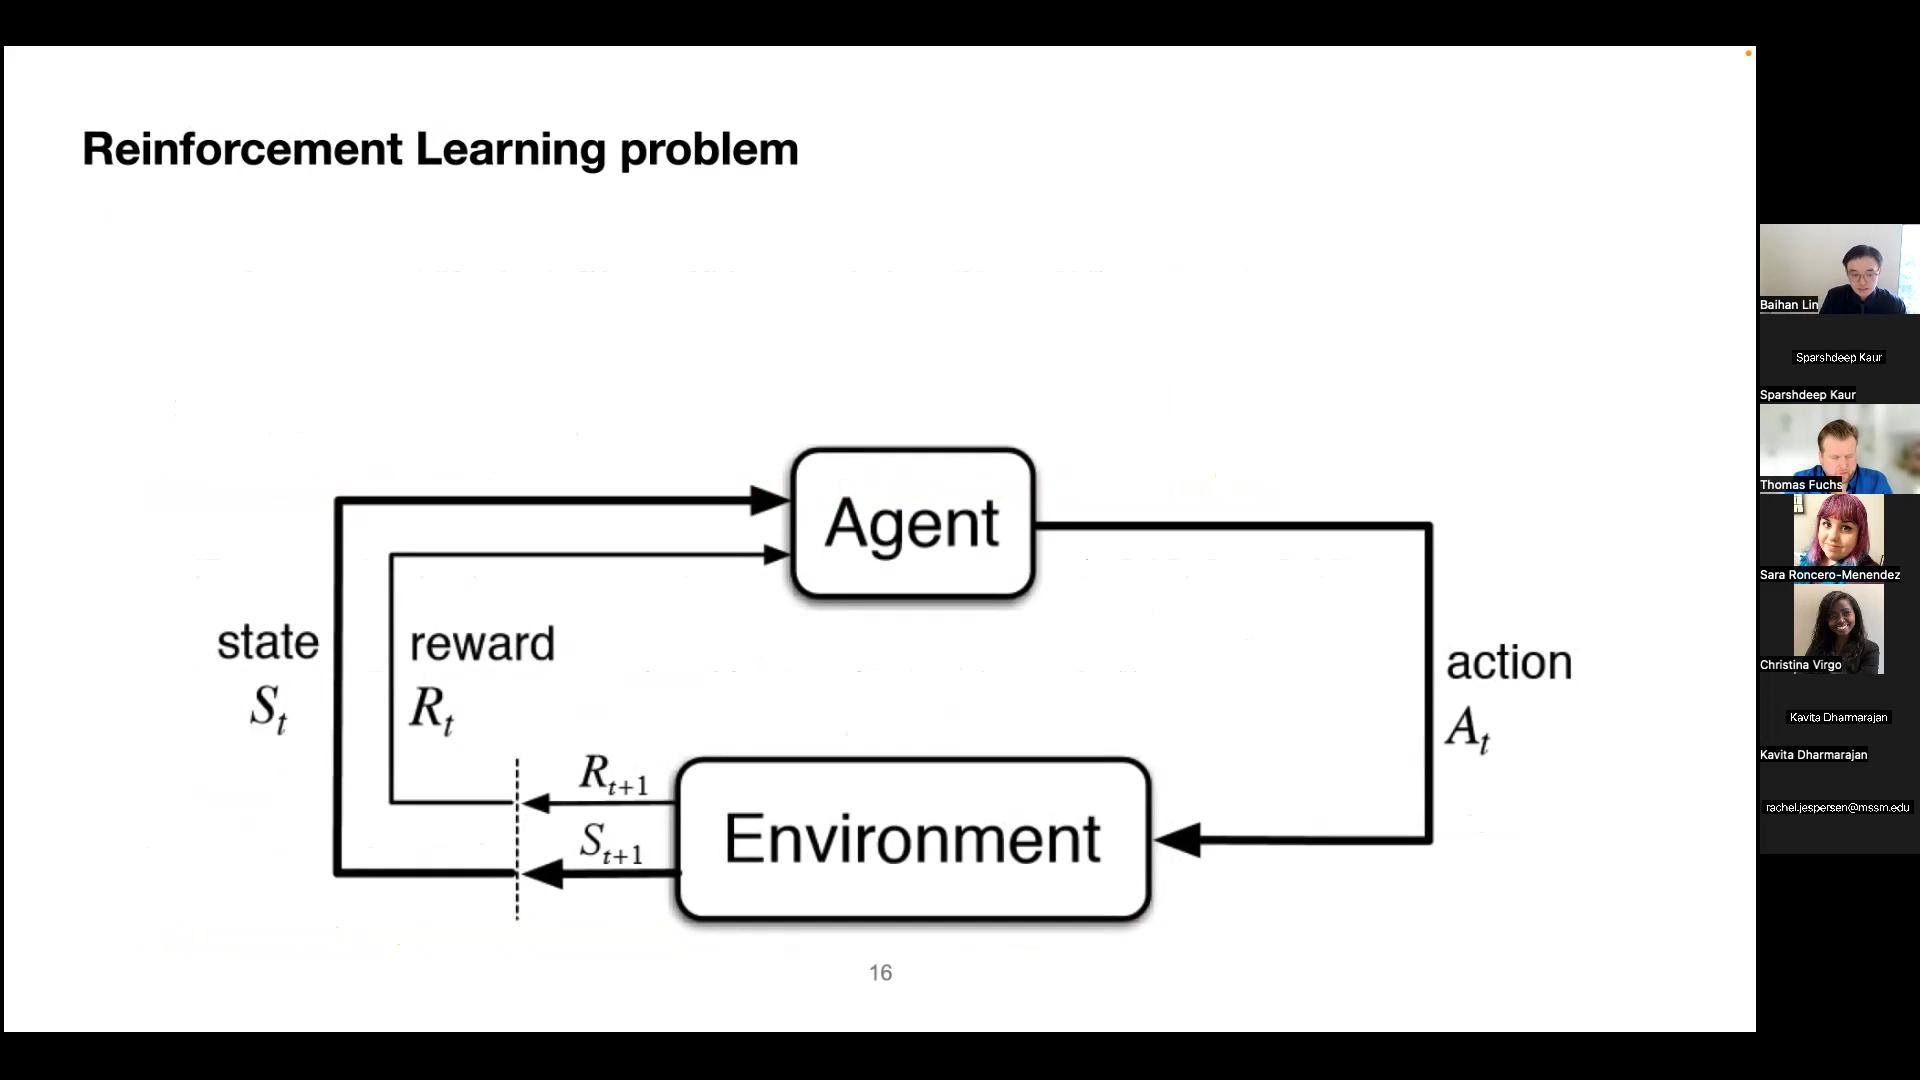 Reinforcement Learning problem
Agent
state
S_t
reward
R_t
action
A_t
R_{t+1}
S_{t+1}
Environment
16
Baihan Lin
Sparshdeep Kaur
Sparshdeep Kaur
Thomas Fuchs
Sara Roncero-Menendez
Christina Virgo
Kavita Dharmarajan
Kavita Dharmarajan
rachel.jespersen@mssm.edu